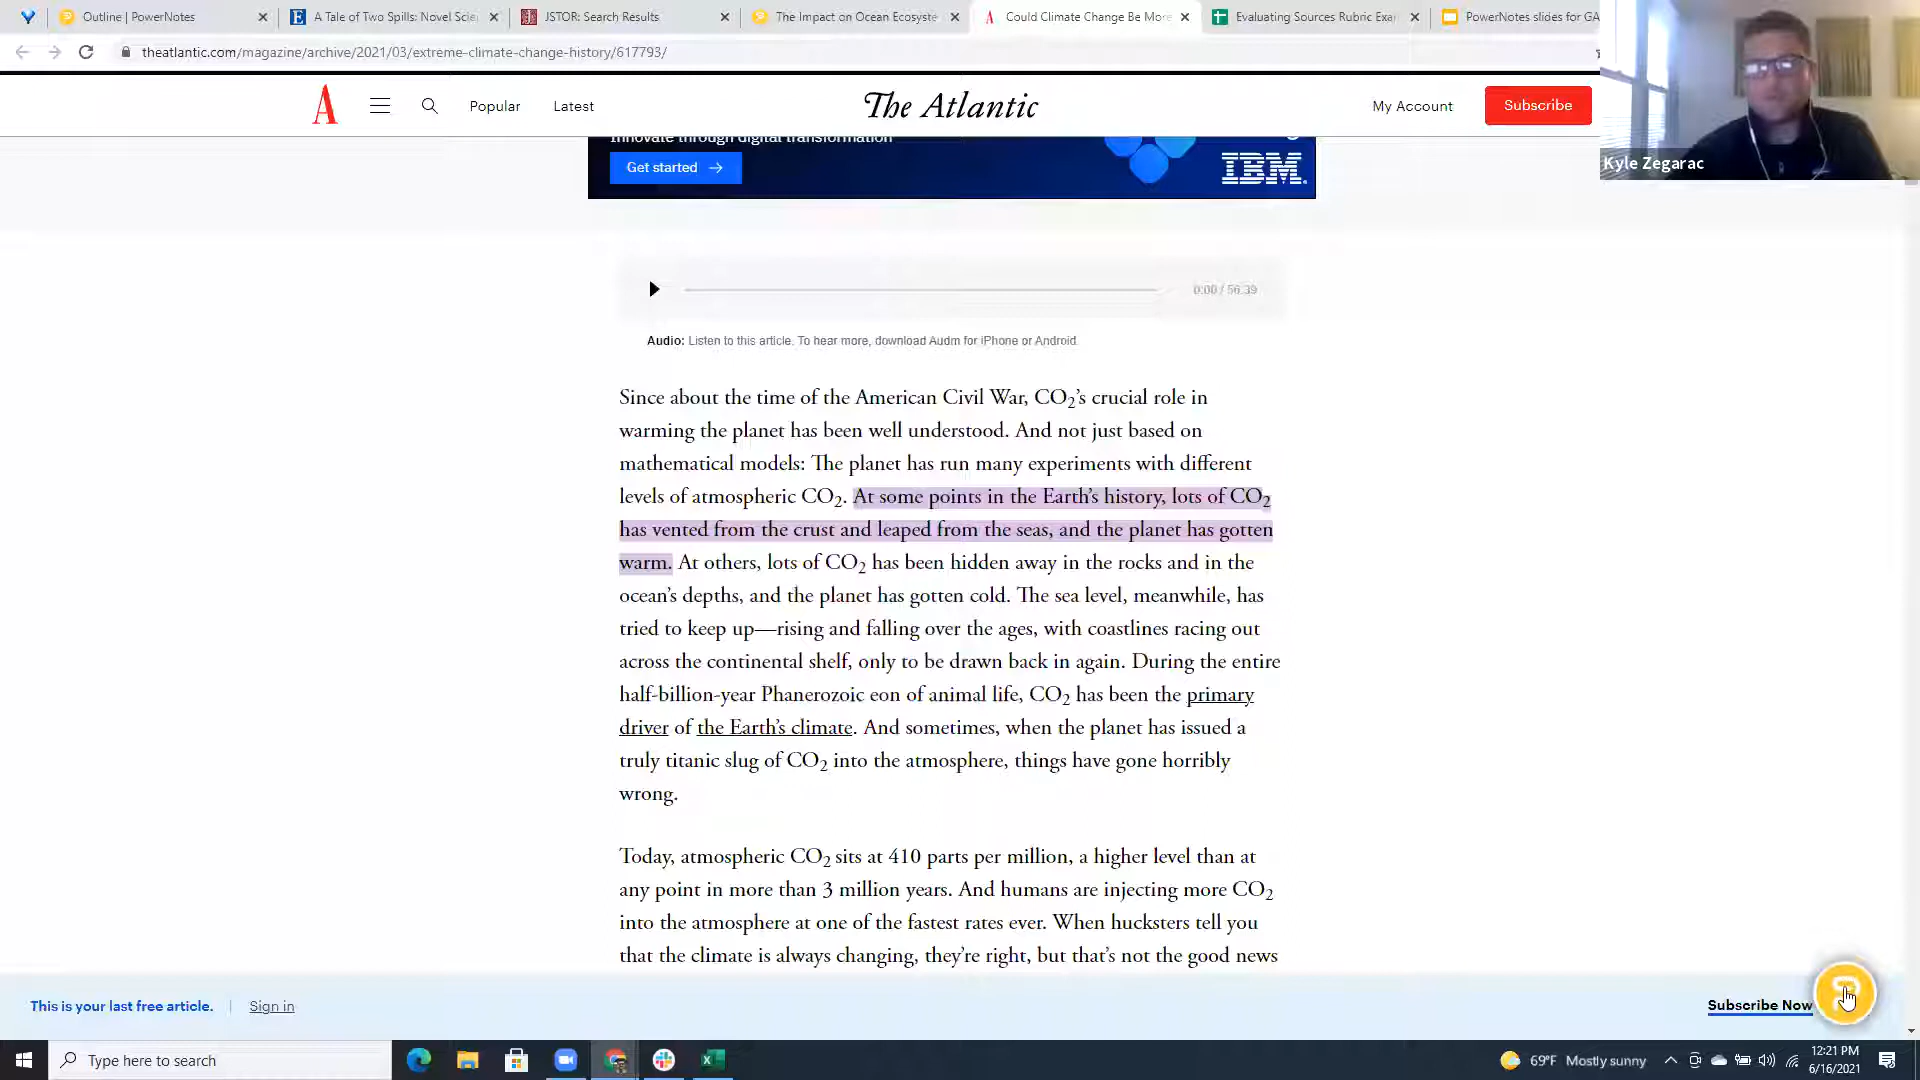 Outline | PowerNotes
A Tale of Two Spills: Novel Scie
JSTOR: Search Results
The Impact on Ocean Ecosyste
Could Climate Change Be More
Evaluating Sources Rubric Exa
PowerNotes slides for GA
theatlantic.com/magazine/archive/2021/03/extreme-climate-change-history/617793/
Popular
Latest
The Atlantic
My Account
Subscribe
Kyle Zegarac
Innovate through digital transformation
Get started →
IBM.
0:00 / 56:39
Audio: Listen to this article. To hear more, download Audm for iPhone or Android.
Since about the time of the American Civil War, CO₂’s crucial role in
warming the planet has been well understood. And not just based on
mathematical models: The planet has run many experiments with different
levels of atmospheric CO₂. At some points in the Earth’s history, lots of CO₂
has vented from the crust and leaped from the seas, and the planet has gotten
warm. At others, lots of CO₂ has been hidden away in the rocks and in the
ocean’s depths, and the planet has gotten cold. The sea level, meanwhile, has
tried to keep up—rising and falling over the ages, with coastlines racing out
across the continental shelf, only to be drawn back in again. During the entire
half-billion-year Phanerozoic eon of animal life, CO₂ has been the primary
driver of the Earth’s climate. And sometimes, when the planet has issued a
truly titanic slug of CO₂ into the atmosphere, things have gone horribly
wrong.
Today, atmospheric CO₂ sits at 410 parts per million, a higher level than at
any point in more than 3 million years. And humans are injecting more CO₂
into the atmosphere at one of the fastest rates ever. When hucksters tell you
that the climate is always changing, they’re right, but that’s not the good news
This is your last free article.
Sign in
Subscribe Now
Type here to search
69°F Mostly sunny
12:21 PM
6/16/2021